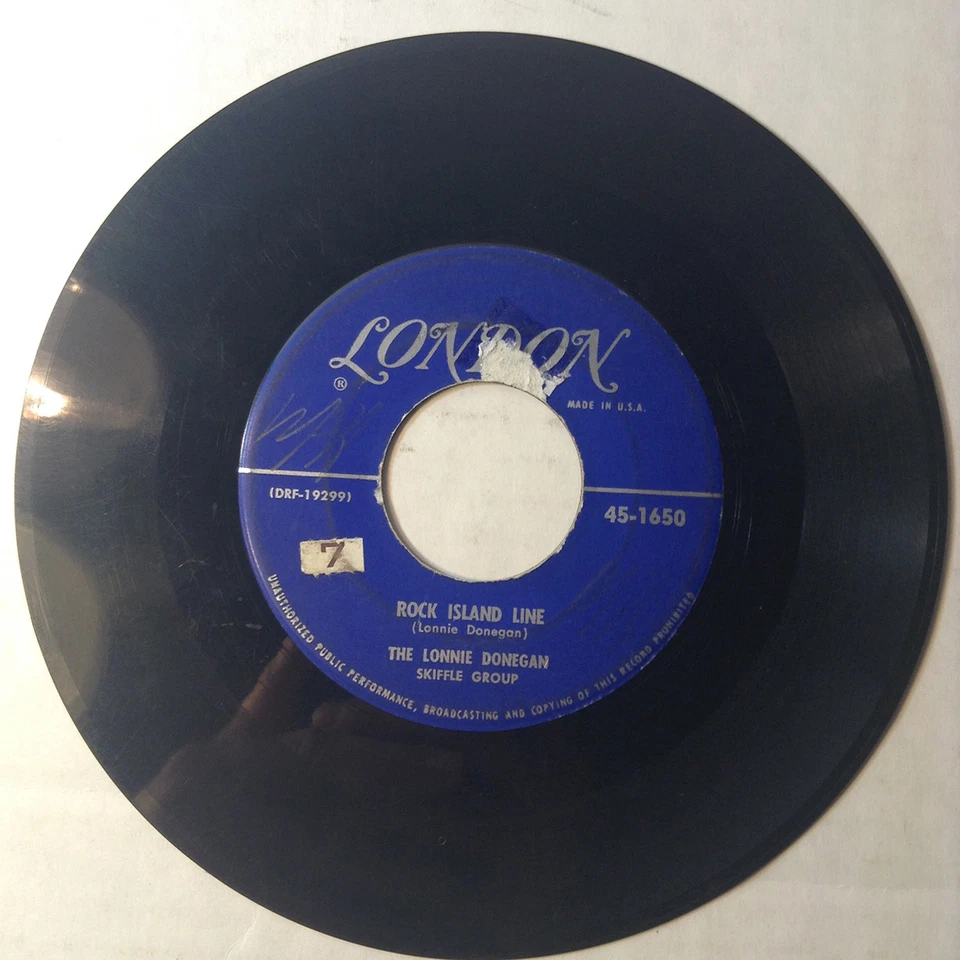 LONDON
®
MADE IN U.S.A.
(DRF-19299)
45-1650
7
ROCK ISLAND LINE
(Lonnie Donegan)
THE LONNIE DONEGAN
SKIFFLE GROUP
UNAUTHORIZED PUBLIC PERFORMANCE, BROADCASTING AND COPYING OF THIS RECORD PROHIBITED